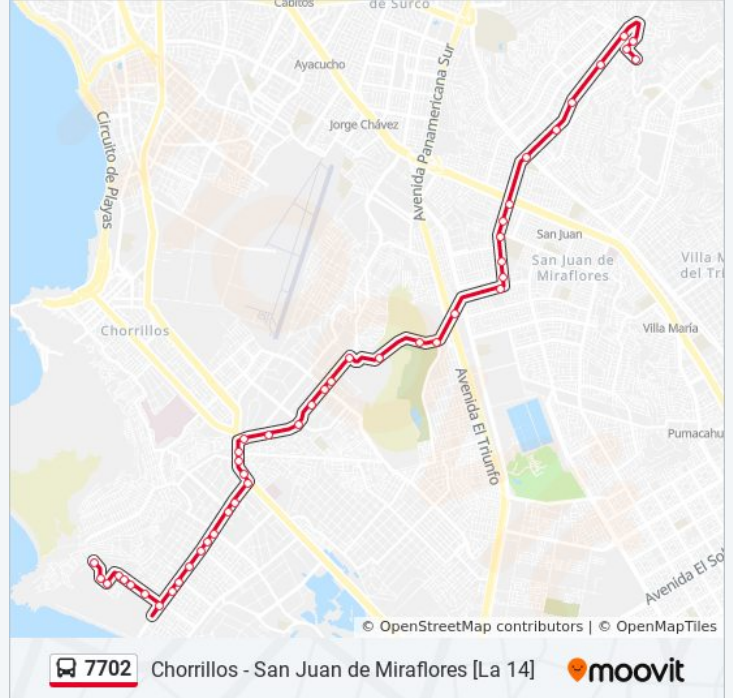 Cabitos
de Surco
Ayacucho
Jorge Chávez
Circuito de Playas
Avenida Panamericana Sur
San Juan
San Juan de
Miraflores
Villa M
del Tri
Chorrillos
Villa María
Avenida El Triunfo
Pumacahu
Avenida El So
© OpenStreetMap contributors | © OpenMapTiles
7702 Chorrillos - San Juan de Miraflores [La 14] moovit